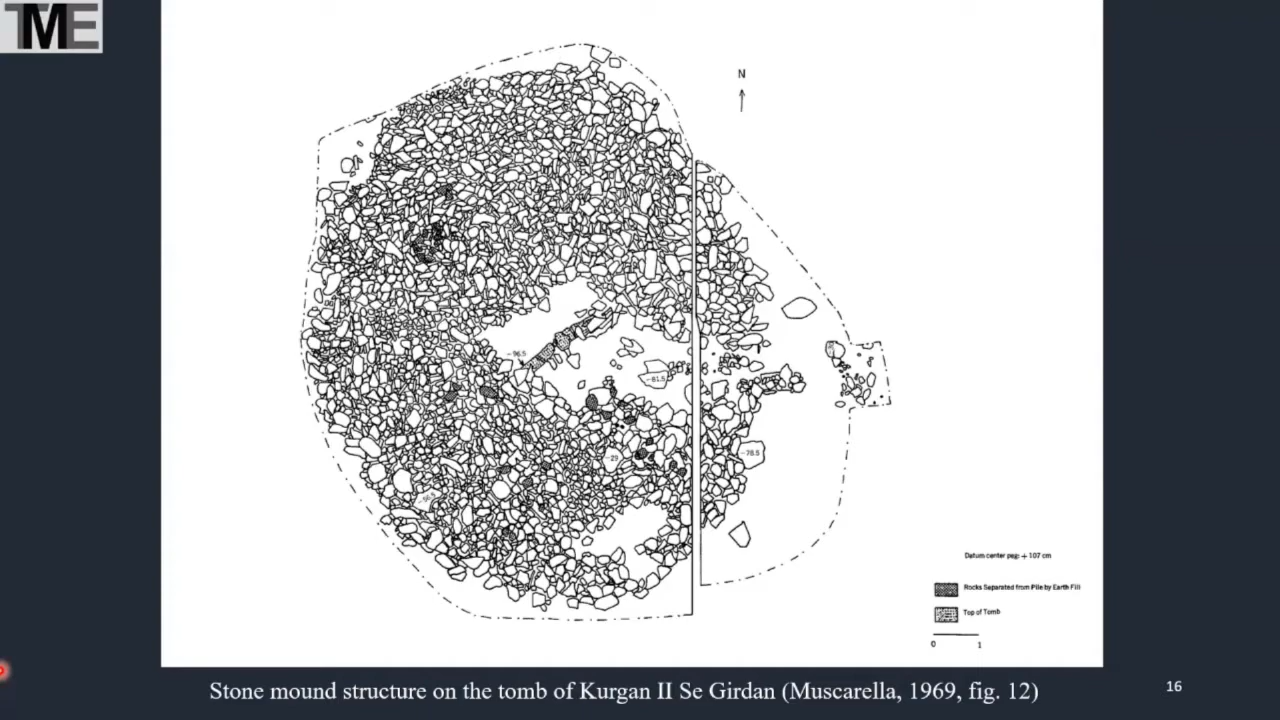 TME
N
-96.5
-81.5
-78.5
-29
Datum center peg: + 107 cm
Rocks Separated from Pile by Earth Fill
Top of Tomb
0 1
Stone mound structure on the tomb of Kurgan II Se Girdan (Muscarella, 1969, fig. 12)
16